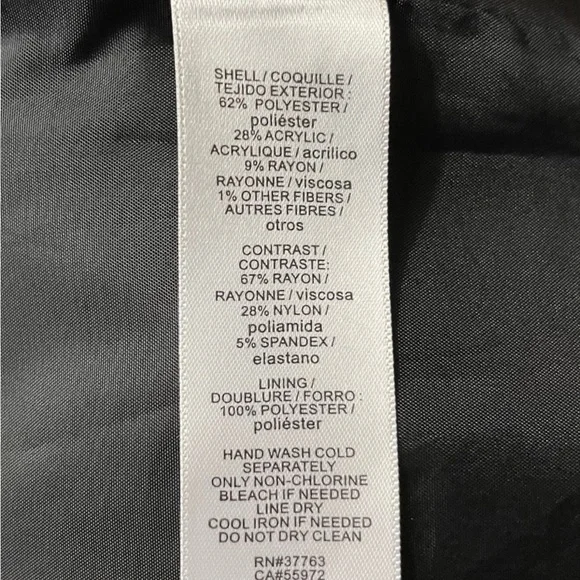 SHELL / COQUILLE /
TEJIDO EXTERIOR :
62% POLYESTER /
poliéster
28% ACRYLIC /
ACRYLIQUE / acrílico
9% RAYON /
RAYONNE / viscosa
1% OTHER FIBERS /
AUTRES FIBRES /
otros
CONTRAST /
CONTRASTE:
67% RAYON /
RAYONNE / viscosa
28% NYLON /
poliamida
5% SPANDEX /
elastano
LINING /
DOUBLURE / FORRO :
100% POLYESTER /
poliéster
HAND WASH COLD
SEPARATELY
ONLY NON-CHLORINE
BLEACH IF NEEDED
LINE DRY
COOL IRON IF NEEDED
DO NOT DRY CLEAN
RN#37763
CA#55972